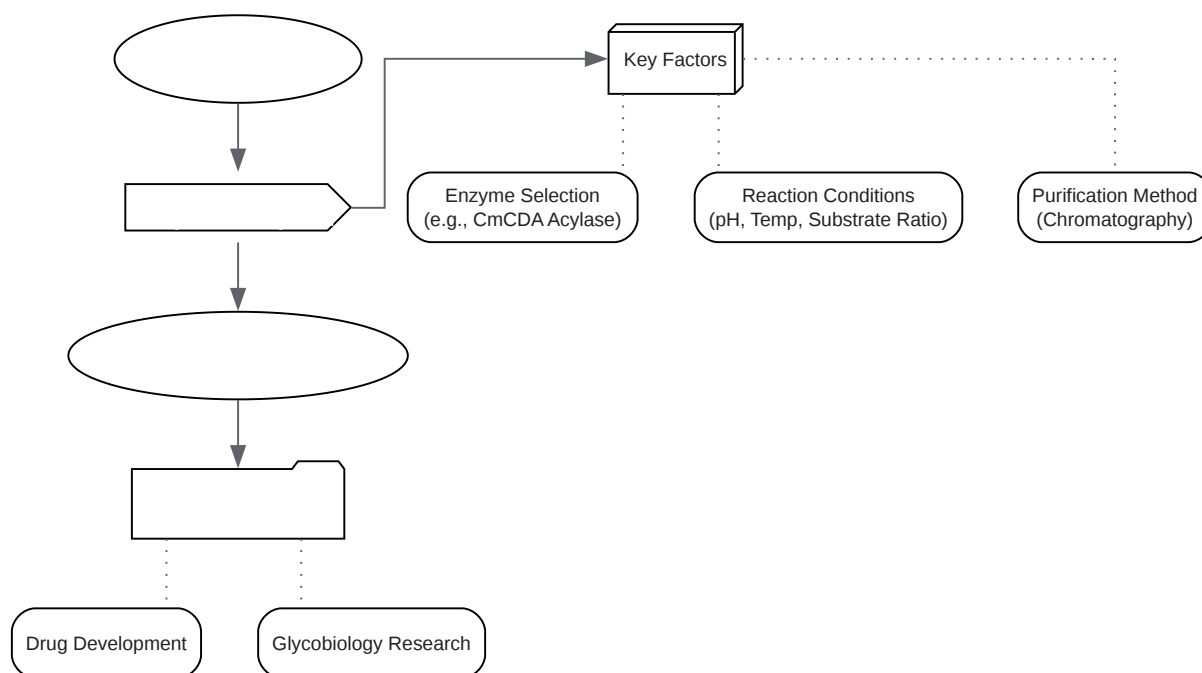 Key Factors
Enzyme Selection
(e.g., CmCDA Acylase)
Reaction Conditions
(pH, Temp, Substrate Ratio)
Purification Method
(Chromatography)
Drug Development
Glycobiology Research